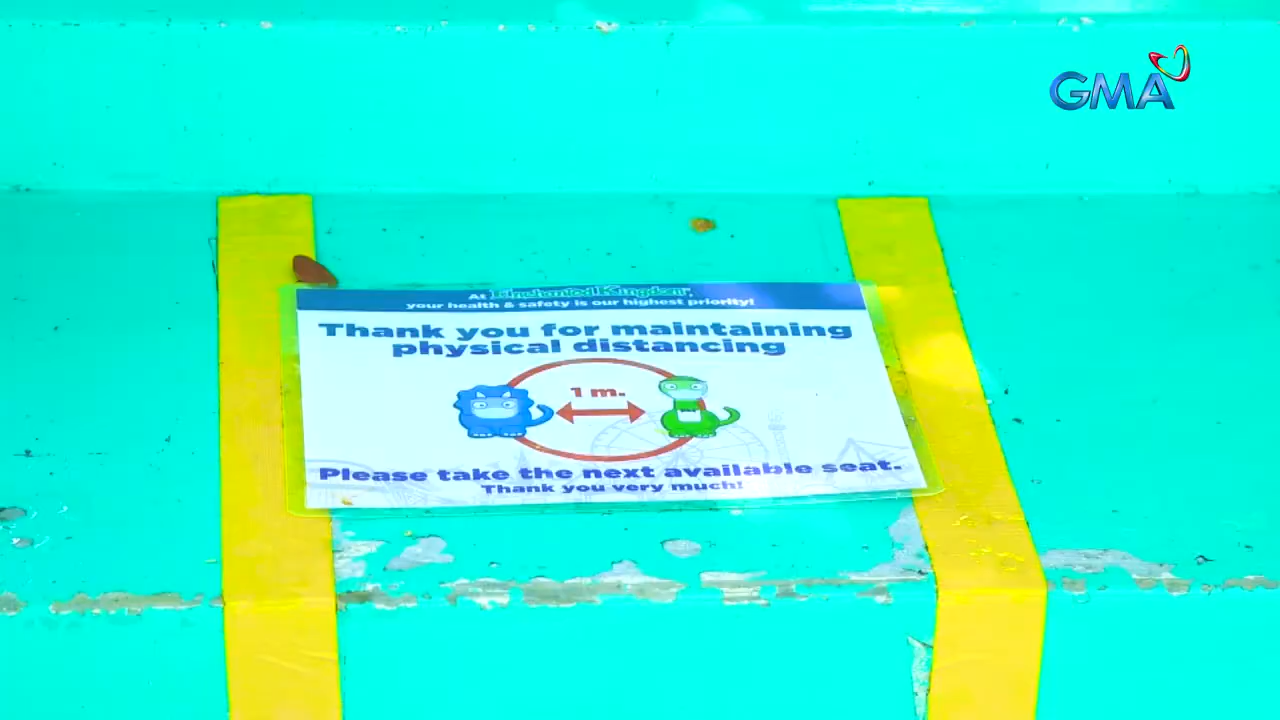 GMA
At Enchanted Kingdom,
your health & safety is our highest priority!
Thank you for maintaining
physical distancing
1 m.
Please take the next available seat.
Thank you very much!